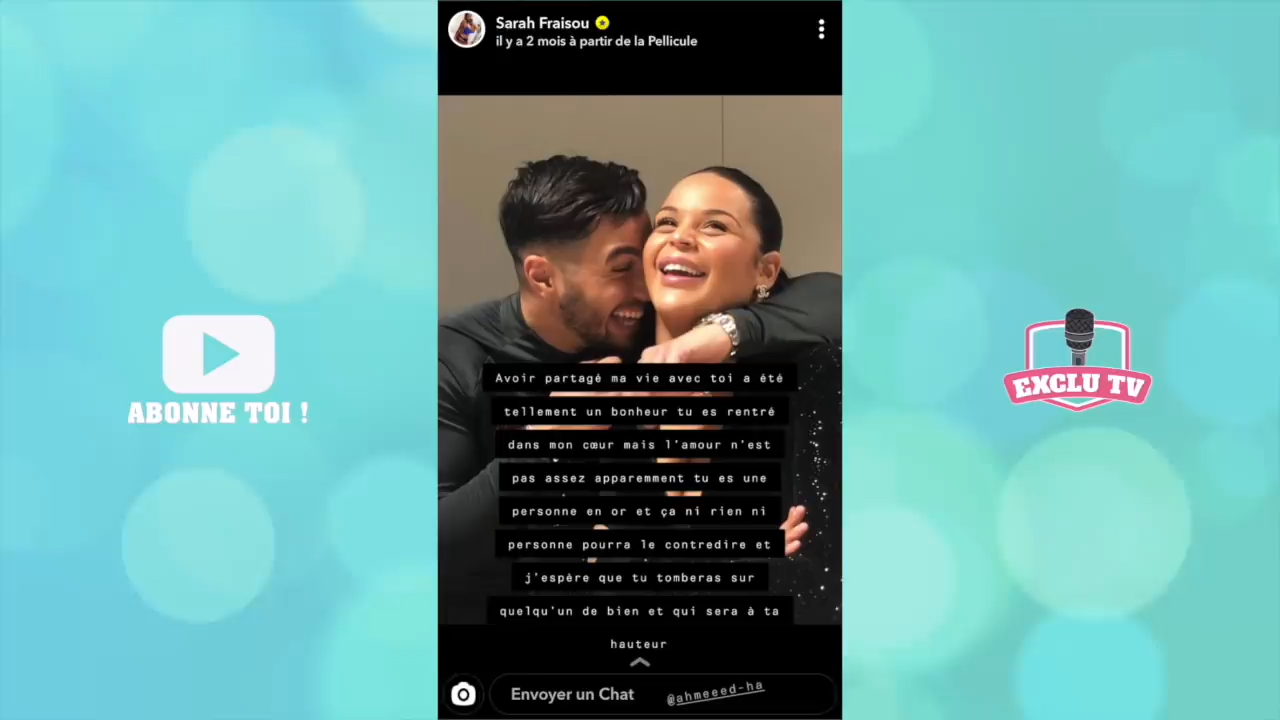 Sarah Fraisou
il y a 2 mois à partir de la Pellicule
Avoir partagé ma vie avec toi a été
tellement un bonheur tu es rentré
dans mon cœur mais l'amour n'est
pas assez apparemment tu es une
personne en or et ça ni rien ni
personne pourra le contredire et
j'espère que tu tomberas sur
quelqu'un de bien et qui sera à ta
hauteur
Envoyer un Chat
@ahmeeed-ha
ABONNE TOI !
EXCLU TV